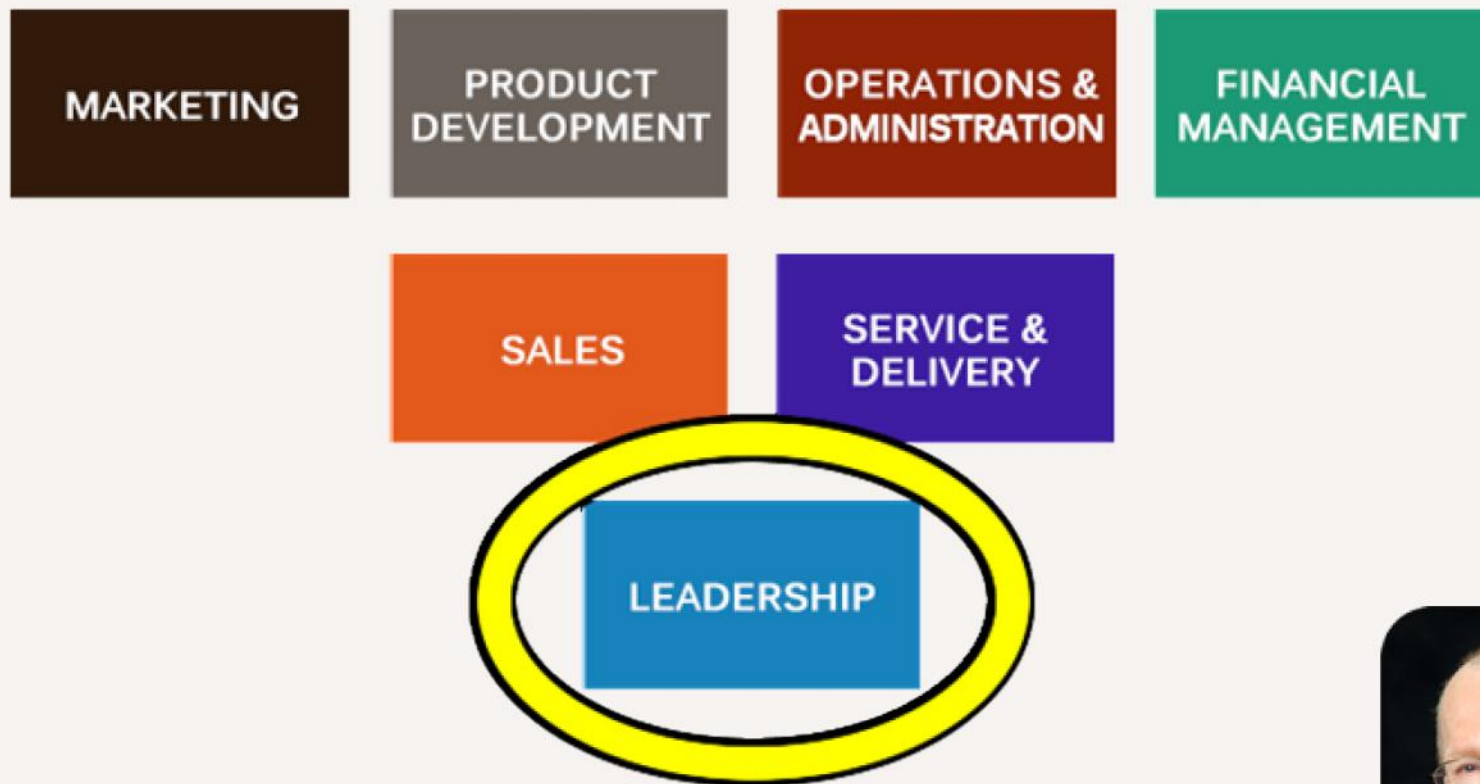 MARKETING
PRODUCT
DEVELOPMENT
OPERATIONS &
ADMINISTRATION
FINANCIAL
MANAGEMENT
SALES
SERVICE &
DELIVERY
LEADERSHIP